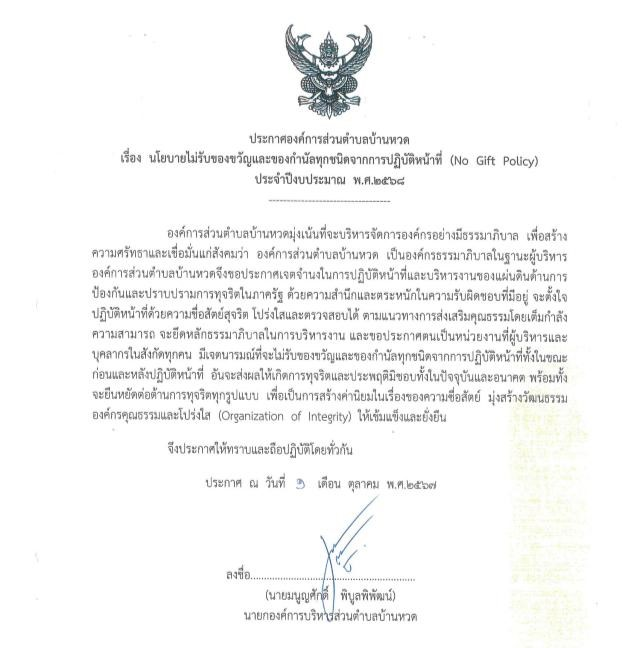 ประกาศองค์การส่วนตำบลบ้านหวด
เรื่อง นโยบายไม่รับของขวัญและของกำนัลทุกชนิดจากการปฏิบัติหน้าที่ (No Gift Policy)
ประจำปีงบประมาณ พ.ศ.๒๕๖๘
องค์การส่วนตำบลบ้านหวดมุ่งเน้นที่จะบริหารจัดการองค์กรอย่างมีธรรมาภิบาล เพื่อสร้าง
ความศรัทธาและเชื่อมั่นแก่สังคมว่า องค์การส่วนตำบลบ้านหวด เป็นองค์กรธรรมาภิบาลในฐานะผู้บริหาร
องค์การส่วนตำบลบ้านหวดจึงขอประกาศเจตจำนงในการปฏิบัติหน้าที่และบริหารงานของแผ่นดินด้านการ
ป้องกันและปราบปรามการทุจริตในภาครัฐ ด้วยความสำนึกและตระหนักในความรับผิดชอบที่มีอยู่ จะตั้งใจ
ปฏิบัติหน้าที่ด้วยความซื่อสัตย์สุจริต โปร่งใสและตรวจสอบได้ ตามแนวทางการส่งเสริมคุณธรรมโดยเต็มกำลัง
ความสามารถ จะยึดหลักธรรมาภิบาลในการบริหารงาน และขอประกาศตนเป็นหน่วยงานที่ผู้บริหารและ
บุคลากรในสังกัดทุกคน มีเจตนารมณ์ที่จะไม่รับของขวัญและของกำนัลทุกชนิดจากการปฏิบัติหน้าที่ทั้งในขณะ
ก่อนและหลังปฏิบัติหน้าที่ อันจะส่งผลให้เกิดการทุจริตและประพฤติมิชอบทั้งในปัจจุบันและอนาคต พร้อมทั้ง
จะยืนหยัดต่อต้านการทุจริตทุกรูปแบบ เพื่อเป็นการสร้างค่านิยมในเรื่องของความซื่อสัตย์ มุ่งสร้างวัฒนธรรม
องค์กรคุณธรรมและโปร่งใส (Organization of Integrity) ให้เข้มแข็งและยั่งยืน
จึงประกาศให้ทราบและถือปฏิบัติโดยทั่วกัน
ประกาศ ณ วันที่ ๑ เดือน ตุลาคม พ.ศ.๒๕๖๗
ลงชื่อ
(นายมนูญศักดิ์ พิบูลพิพัฒน์)
นายกองค์การบริหารส่วนตำบลบ้านหวด